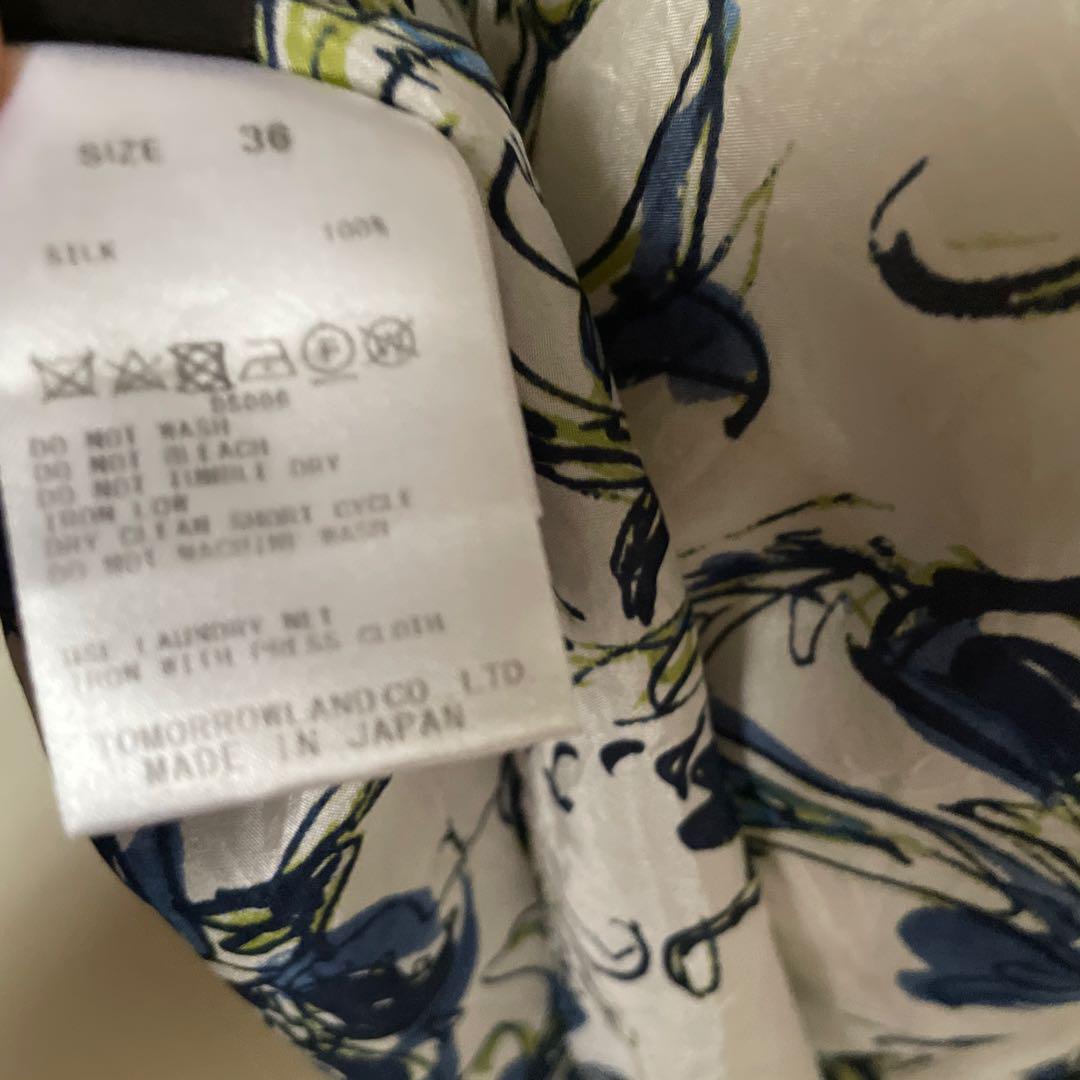 SIZE 36
SILK 100%
F W
DO NOT WASH
DO NOT BLEACH
DO NOT TUMBLE DRY
IRON LOW
DRY CLEAN SHORT CYCLE
DO NOT MACHINE WASH
USE LAUNDRY NET
IRON WITH PRESS CLOTH
TOMORROWLAND CO., LTD.
MADE IN JAPAN